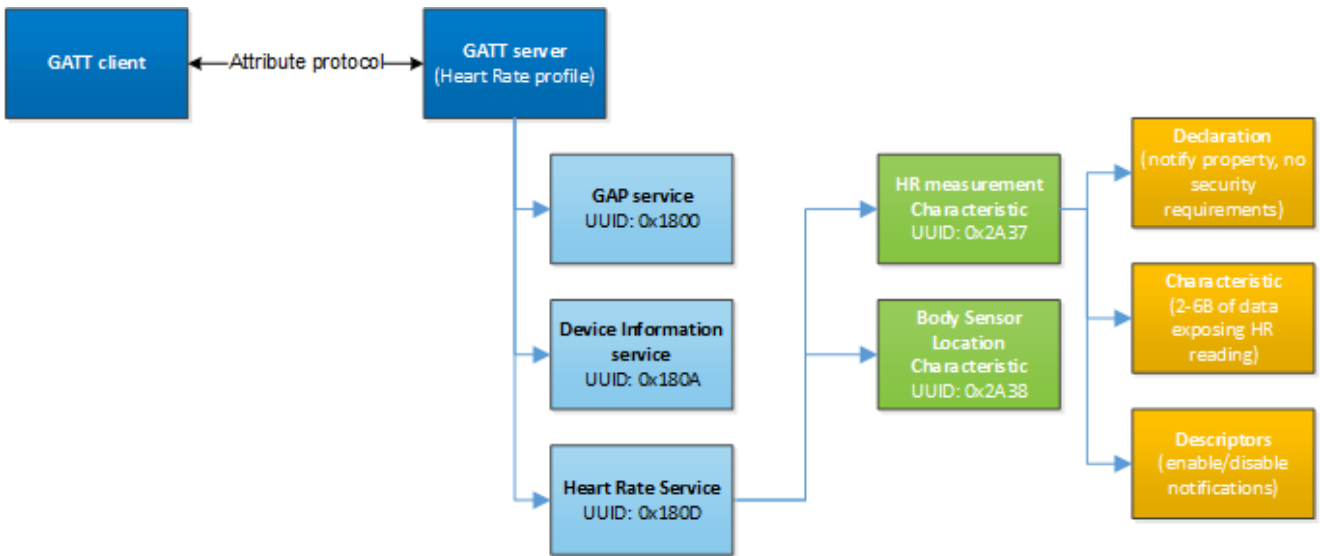 GATT client
Attribute protocol
GATT server
(Heart Rate profile)
GAP service
UUID: 0x1800
Device Information
service
UUID: 0x180A
Heart Rate Service
UUID: 0x180D
HR measurement
Characteristic
UUID: 0x2A37
Body Sensor
Location
Characteristic
UUID: 0x2A38
Declaration
(notify property, no
security
requirements)
Characteristic
(2-6B of data
exposing HR
reading)
Descriptors
(enable/disable
notifications)